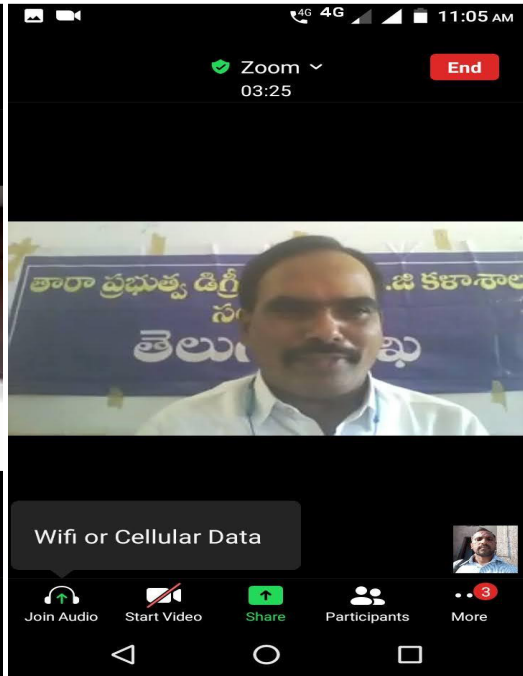 4G 4G 11:05 AM
Zoom
End
03:25
తారా ప్రభుత్వ డిగ్రీ .జి కళాశాల
తెలుగు
Wifi or Cellular Data
3
Join Audio Start Video Share Participants More